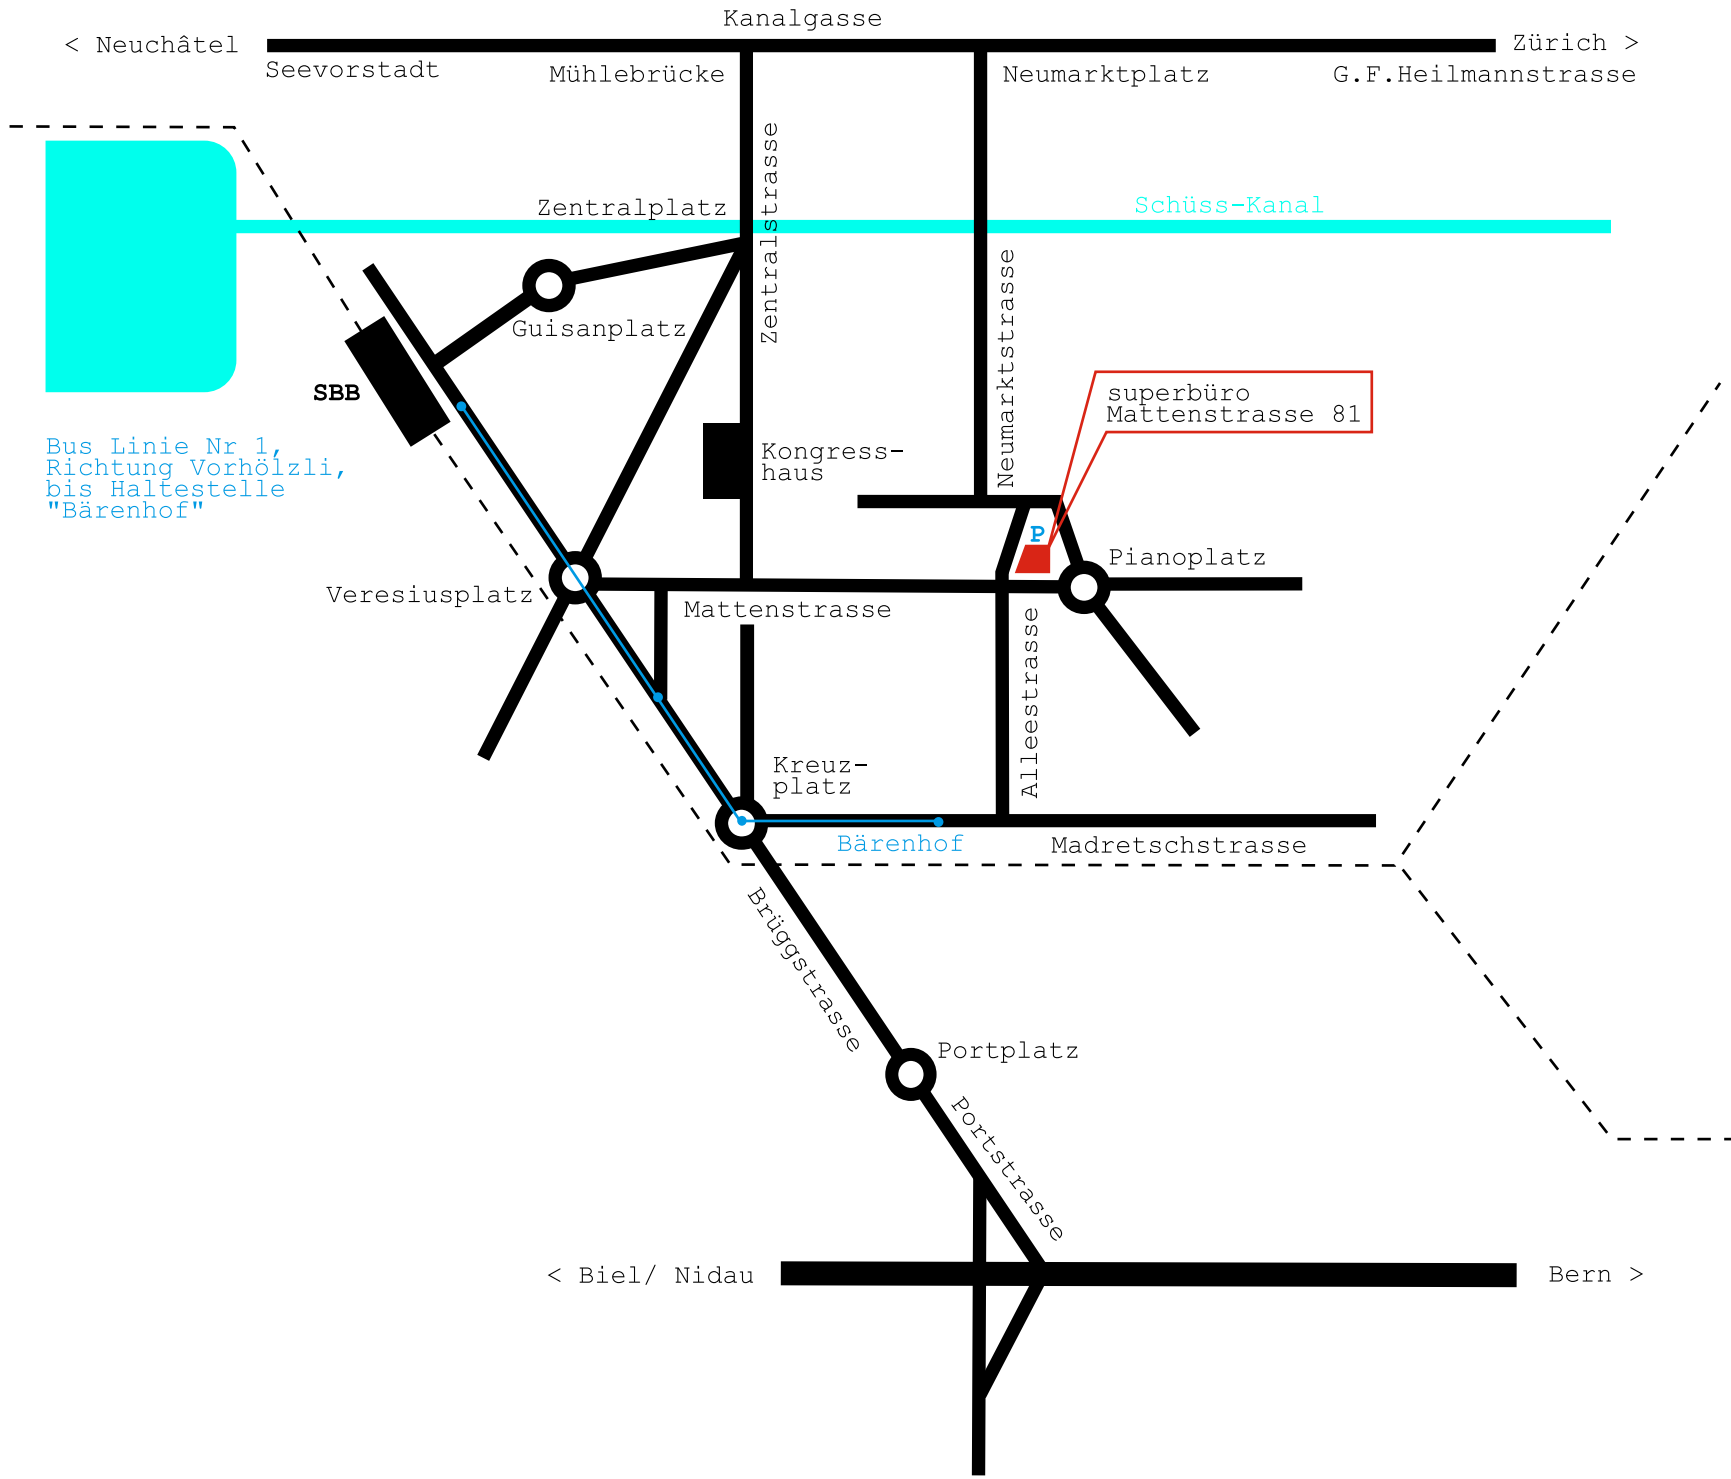 Kanalgasse
< Neuchâtel
Zürich >
Seevorstadt
Mühlebrücke
Neumarktplatz
G.F.Heilmannstrasse
Zentralstrasse
Zentralplatz
Schüss-Kanal
Neumarktstrasse
Guisanplatz
SBB
superbüro
Mattenstrasse 81
Bus Linie Nr 1,
Richtung Vorhölzli,
bis Haltestelle
"Bärenhof"
Kongress-
haus
P
Pianoplatz
Veresiusplatz
Mattenstrasse
Alleestrasse
Kreuz-
platz
Bärenhof
Madretschstrasse
Brüggstrasse
Portplatz
Portstrasse
< Biel/ Nidau
Bern >